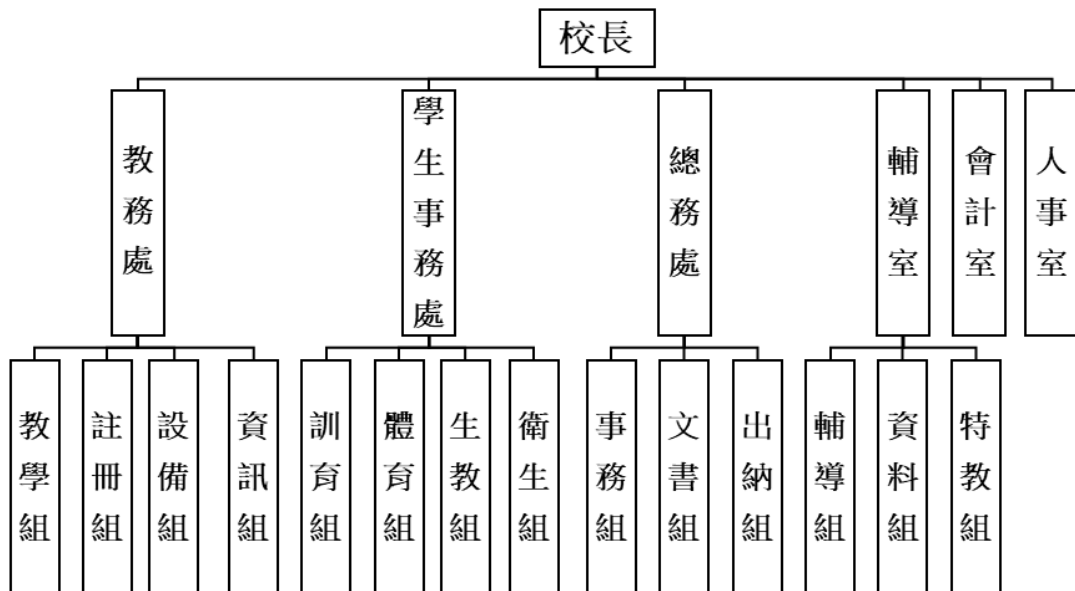 校長
教務處
學生事務處
總務處
輔導室
會計室
人事室
教學組
註冊組
設備組
資訊組
訓育組
體育組
生教組
衛生組
事務組
文書組
出納組
輔導組
資料組
特教組